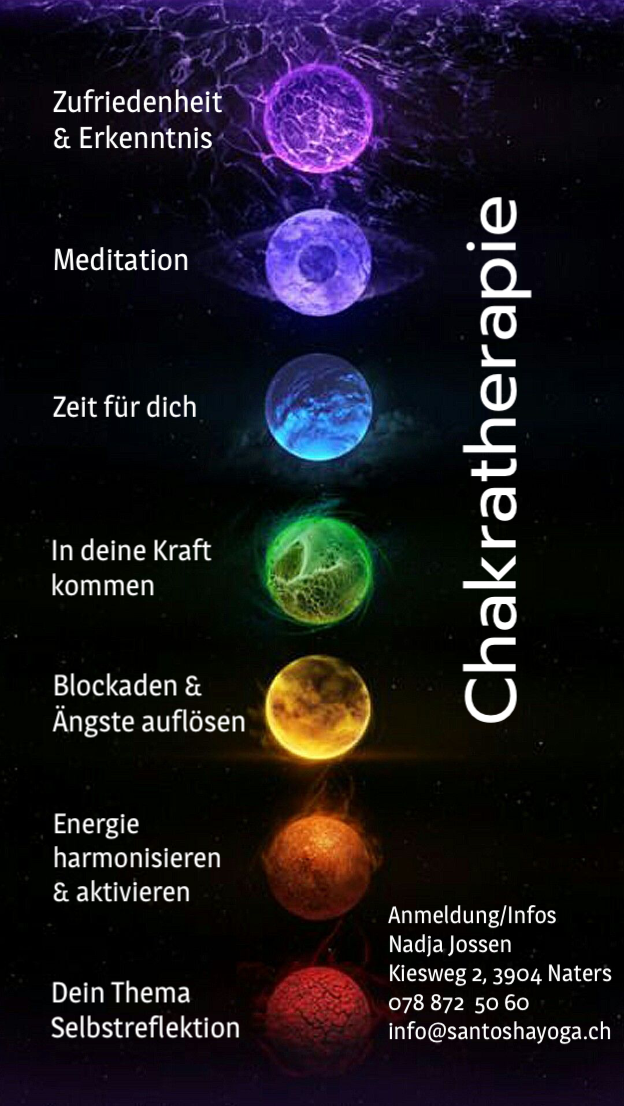 Zufriedenheit
& Erkenntnis
Meditation
Zeit für dich
In deine Kraft
kommen
Blockaden &
Ängste auflösen
Energie
harmonisieren
& aktivieren
Dein Thema
Selbstreflektion
Chakratherapie
Anmeldung/Infos
Nadja Jossen
Kiesweg 2, 3904 Naters
078 872 50 60
info@santoshayoga.ch